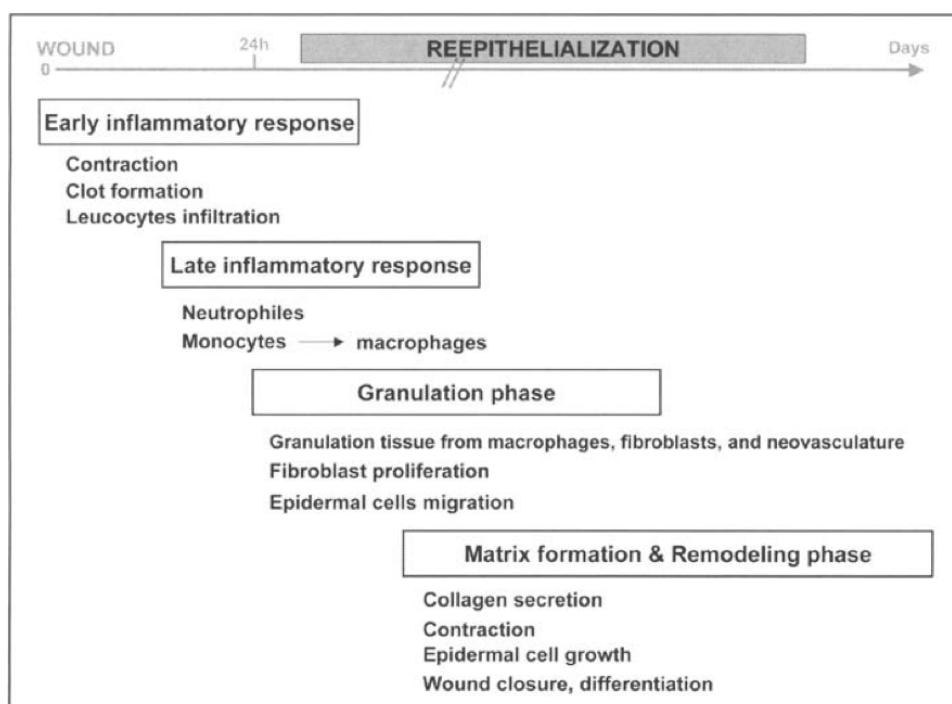 WOUND 24h REEPITHELIALIZATION Days
0
Early inflammatory response
Contraction
Clot formation
Leucocytes infiltration
Late inflammatory response
Neutrophiles
Monocytes macrophages
Granulation phase
Granulation tissue from macrophages, fibroblasts, and neovasculature
Fibroblast proliferation
Epidermal cells migration
Matrix formation & Remodeling phase
Collagen secretion
Contraction
Epidermal cell growth
Wound closure, differentiation